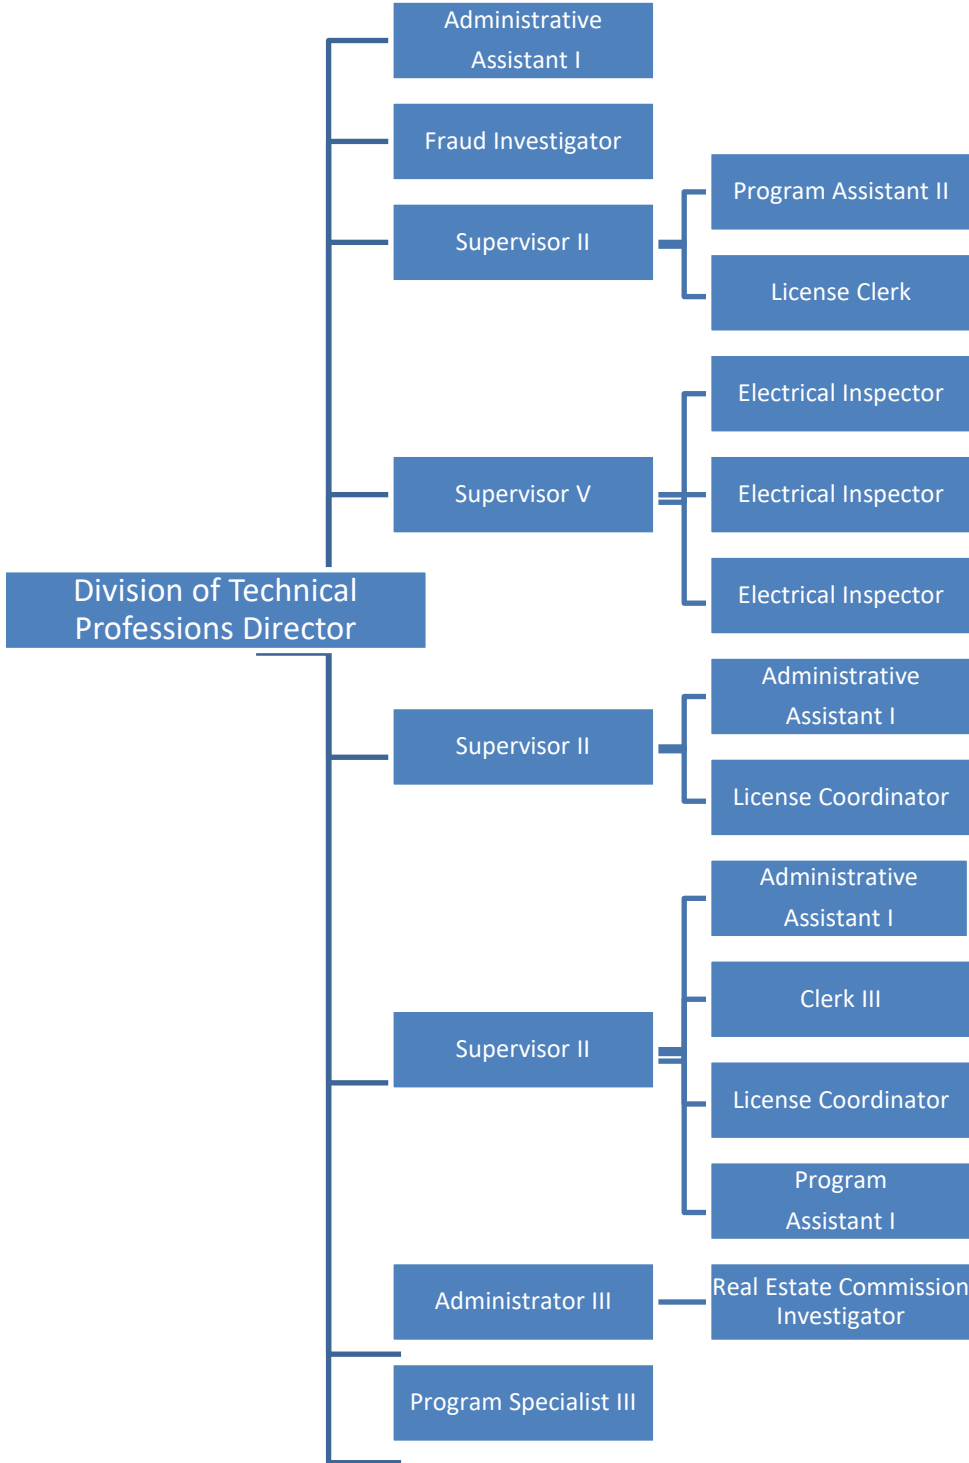 Administrative
Assistant I
Fraud Investigator
Program Assistant II
Supervisor II
License Clerk
Electrical Inspector
Supervisor V
Electrical Inspector
Electrical Inspector
Division of Technical
Professions Director
Administrative
Assistant I
Supervisor II
License Coordinator
Administrative
Assistant I
Clerk III
Supervisor II
License Coordinator
Program
Assistant I
Administrator III
Real Estate Commission
Investigator
Program Specialist III